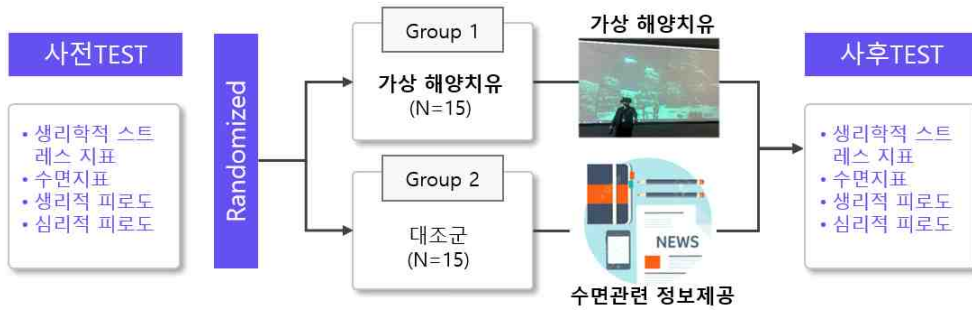 사전TEST
• 생리학적 스트
레스 지표
• 수면지표
• 생리적 피로도
• 심리적 피로도
Randomized
Group 1
가상 해양치유
(N=15)
Group 2
대조군
(N=15)
가상 해양치유
NEWS
수면관련 정보제공
사후TEST
• 생리학적 스트
레스 지표
• 수면지표
• 생리적 피로도
• 심리적 피로도